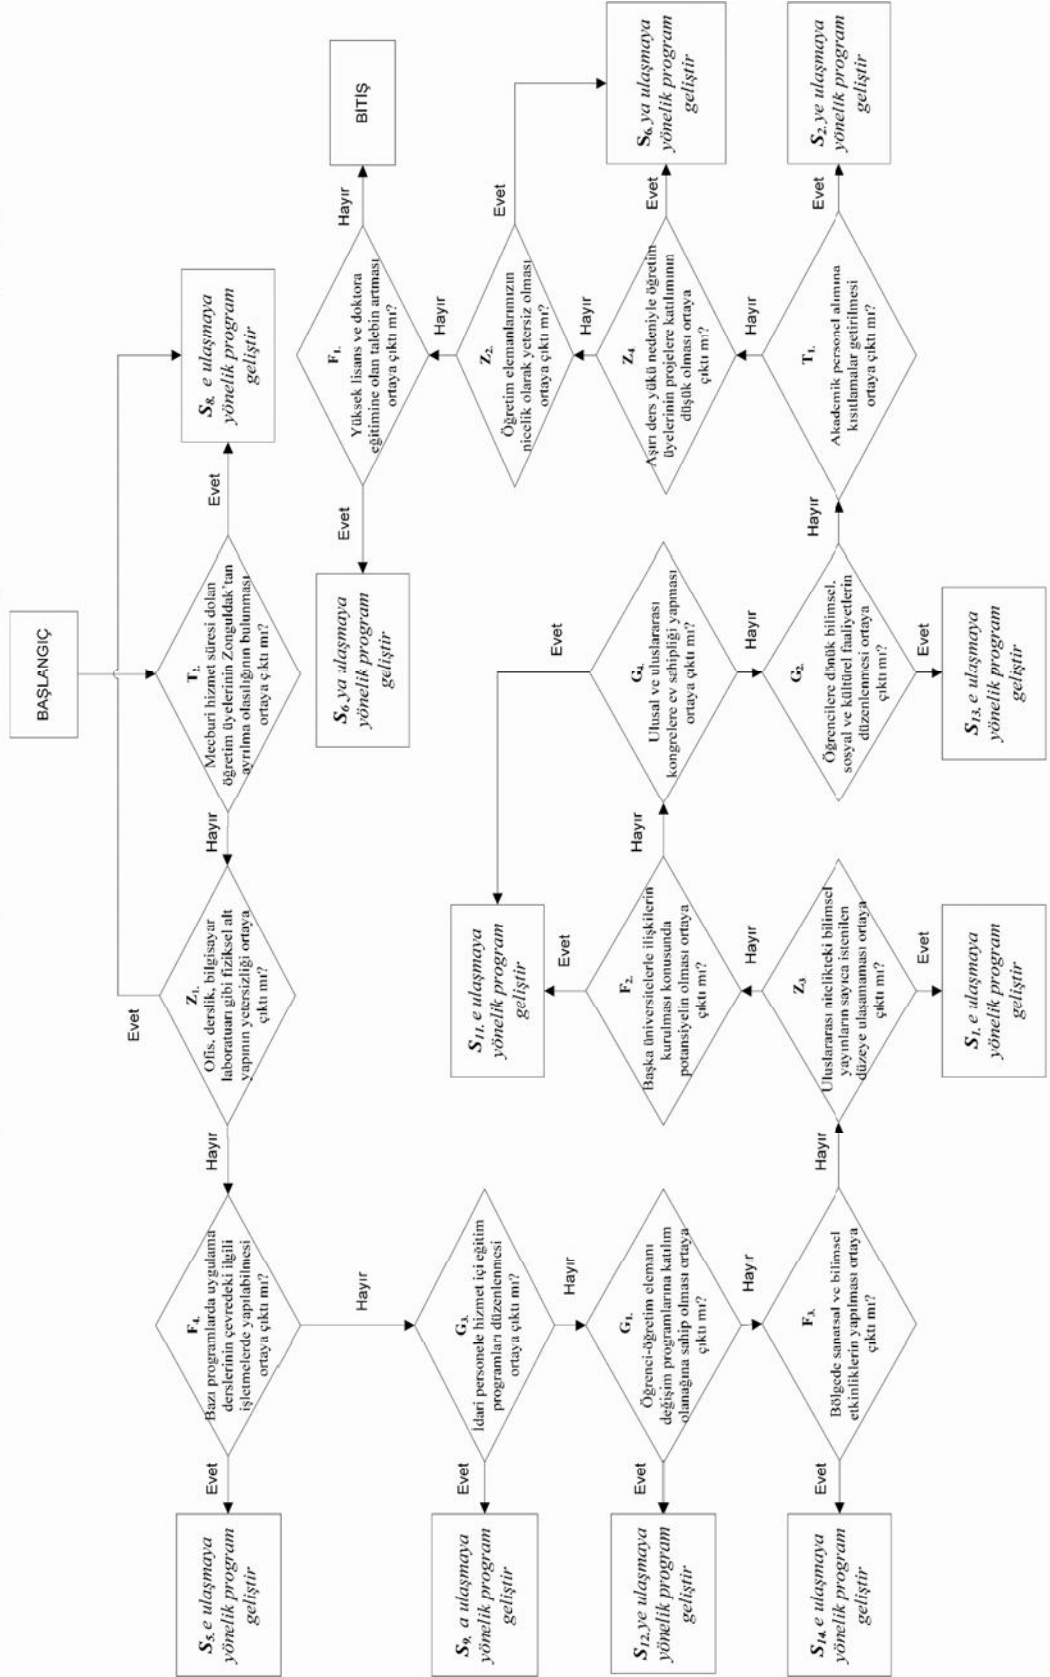 BAŞLANGIÇ
T1.
Mecburi hizmet süresi dolan
öğretim üyelerinin Zonguldak'tan
ayrılma olasılığının bulunması
ortaya çıktı mı?
Evet
S8. e ulaşmaya
yönelik program
geliştir
Hayır
Z1.
Ofis, derslik, bilgisayar
laboratuarı gibi fiziksel alt
yapının yetersizliği ortaya
çıktı mı?
Evet
Hayır
F4.
Bazı programlarda uygulama
derslerinin çevredeki ilgili
işletmelerde yapılabilmesi
ortaya çıktı mı?
Evet
S5. e ulaşmaya
yönelik program
geliştir
Hayır
G3.
İdari personele hizmet içi eğitim
programları düzenlenmesi
ortaya çıktı mı?
Evet
S9. a ulaşmaya
yönelik program
geliştir
Hayır
G1.
Öğrenci-öğretim elemanı
değişim programlarına katılım
olanağına sahip olması ortaya
çıktı mı?
Evet
S12. ye ulaşmaya
yönelik program
geliştir
Hayır
F3.
Bölgede sanatsal ve bilimsel
etkinliklerin yapılması ortaya
çıktı mı?
Evet
S14. e ulaşmaya
yönelik program
geliştir
Hayır
Z3
Uluslararası nitelikteki bilimsel
yayınların sayıca istenilen
düzeye ulaşamaması ortaya
çıktı mı?
Evet
S1. e ulaşmaya
yönelik program
geliştir
Hayır
F2.
Başka üniversitelerle ilişkilerin
kurulması konusunda
potansiyelin olması ortaya
çıktı mı?
Evet
S11. e ulaşmaya
yönelik program
geliştir
Hayır
G4.
Ulusal ve uluslararası
kongrelere ev sahipliği yapması
ortaya çıktı mı?
Evet
Hayır
G2.
Öğrencilere dönük bilimsel,
sosyal ve kültürel faaliyetlerin
düzenlenmesi ortaya
çıktı mı?
Evet
S13. e ulaşmaya
yönelik program
geliştir
Hayır
T1.
Akademik personel alımına
kısıtlamalar getirilmesi
ortaya çıktı mı?
Evet
S2. ye ulaşmaya
yönelik program
geliştir
Hayır
Z4.
Aşırı ders yükü nedeniyle öğretim
üyelerinin projelere katılımının
düşük olması ortaya
çıktı mı?
Evet
S6. ya ulaşmaya
yönelik program
geliştir
Hayır
Z2.
Öğretim elemanlarımızın
nicelik olarak yetersiz olması
ortaya çıktı mı?
Evet
Hayır
F1.
Yüksek lisans ve doktora
eğitimine olan talebin artması
ortaya çıktı mı?
Evet
S6. ya ulaşmaya
yönelik program
geliştir
Hayır
BİTİŞ